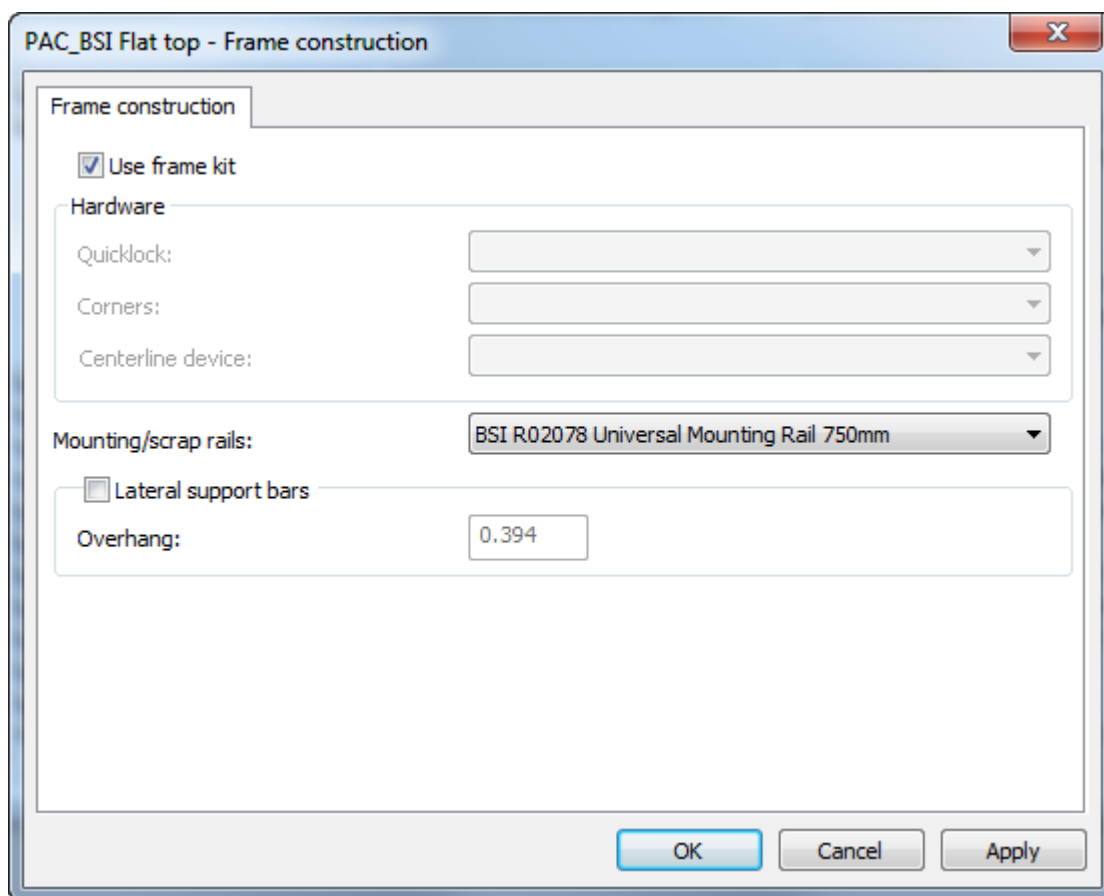 PAC_BSI Flat top - Frame construction
Frame construction
Use frame kit
Hardware
Quicklock:
Corners:
Centerline device:
Mounting/scrap rails: BSI R02078 Universal Mounting Rail 750mm
Lateral support bars
Overhang: 0.394
OK Cancel Apply